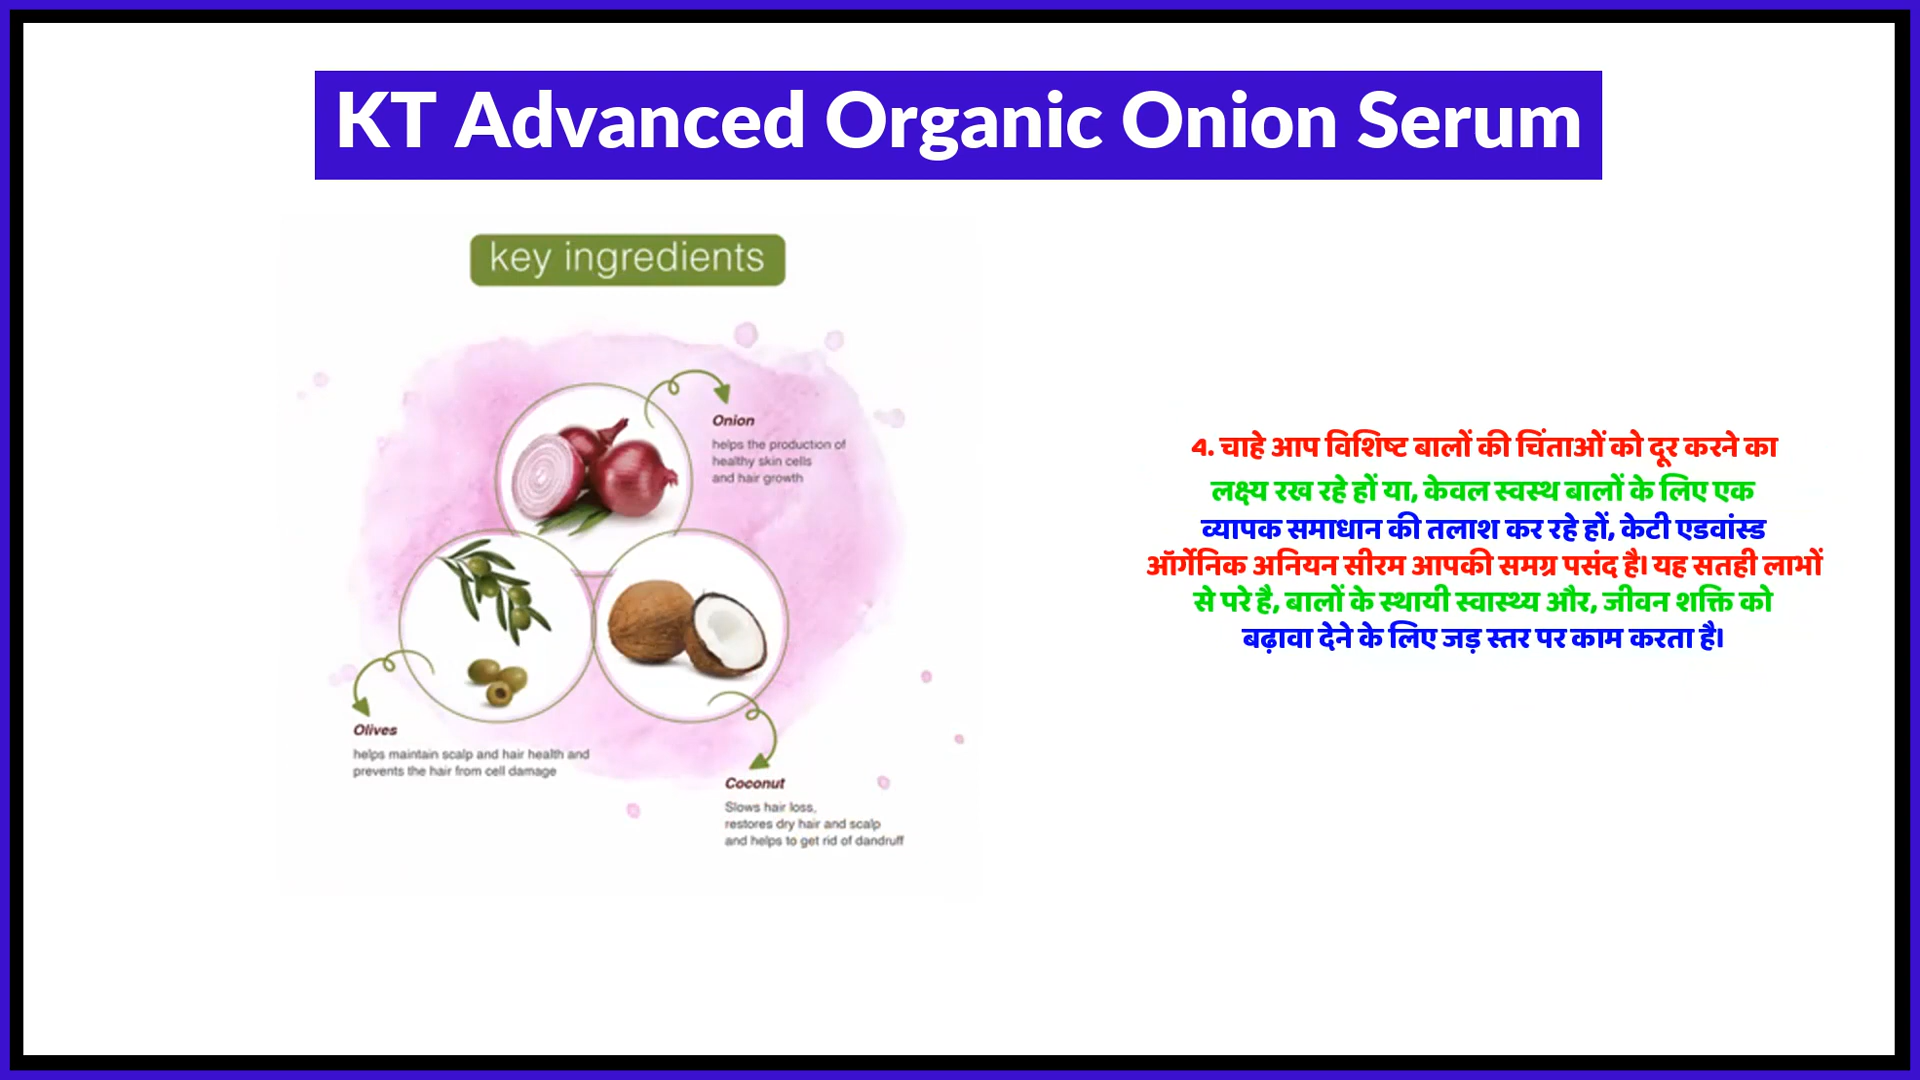 KT Advanced Organic Onion Serum
key ingredients
Onion
helps the production of
healthy skin cells
and hair growth
Olives
helps maintain scalp and hair health and
prevents the hair from cell damage
Coconut
Slows hair loss,
restores dry hair and scalp
and helps to get rid of dandruff
4. चाहे आप विशिष्ट बालों की चिंताओं को दूर करने का
लक्ष्य रख रहे हों या, केवल स्वस्थ बालों के लिए एक
व्यापक समाधान की तलाश कर रहे हों, केटी एडवांस्ड
ऑर्गेनिक अनियन सीरम आपकी समग्र पसंद है। यह सतही लाभों
से परे है, बालों के स्थायी स्वास्थ्य और, जीवन शक्ति को
बढ़ावा देने के लिए जड़ स्तर पर काम करता है।